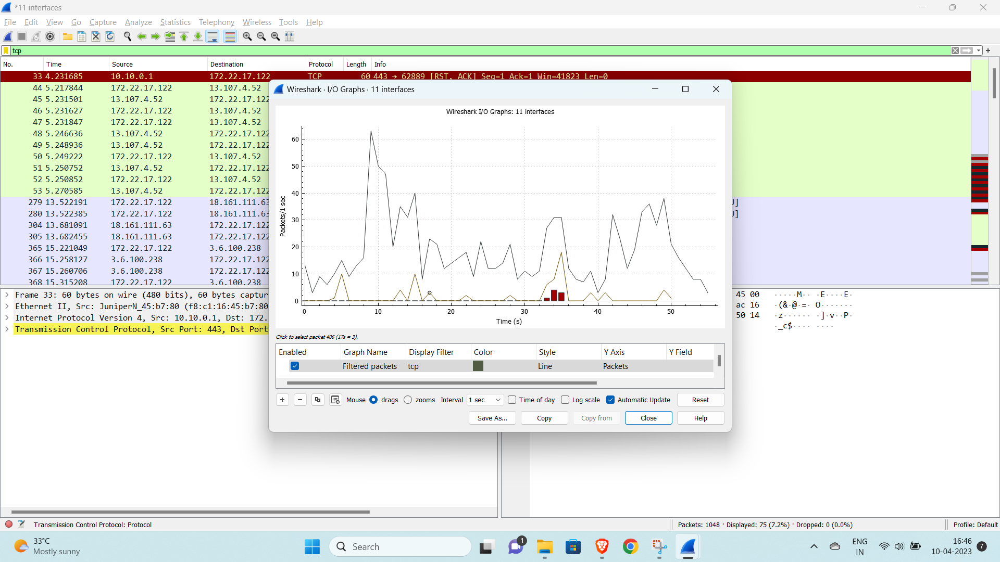 *11 interfaces
File Edit View Go Capture Analyze Statistics Telephony Wireless Tools Help
tcp
No. Time Source Destination Protocol Length Info
33 4.231685 10.10.0.1 172.22.17.122 TCP 60 443 → 62889 [RST, ACK] Seq=1 Ack=1 Win=41823 Len=0
44 5.217844 172.22.17.122 13.107.4.52
45 5.231501 13.107.4.52 172.22.17.122
46 5.231627 172.22.17.122 13.107.4.52
47 5.231847 172.22.17.122 13.107.4.52
48 5.246636 13.107.4.52 172.22.17.122
49 5.248936 13.107.4.52 172.22.17.122
50 5.249222 172.22.17.122 13.107.4.52
51 5.250752 13.107.4.52 172.22.17.122
52 5.250852 172.22.17.122 13.107.4.52
53 5.270585 13.107.4.52 172.22.17.122
279 13.522191 172.22.17.122 18.161.111.63
280 13.522385 172.22.17.122 18.161.111.63
304 13.681091 18.161.111.63 172.22.17.122
305 13.682455 18.161.111.63 172.22.17.122
365 15.221049 172.22.17.122 3.6.100.238
366 15.258127 3.6.100.238 172.22.17.122
367 15.260706 3.6.100.238 172.22.17.122
368 15.315208 172.22.17.122 3.6.100.238
Wireshark · I/O Graphs · 11 interfaces
Wireshark I/O Graphs: 11 interfaces
Packets/1 sec
60
50
40
30
20
10
0
0 10 20 30 40 50
Time (s)
Click to select packet 406 (17s = 3).
Enabled Graph Name Display Filter Color Style Y Axis Y Field
Filtered packets tcp Line Packets
Mouse drags zooms Interval 1 sec Time of day Log scale Automatic Update Reset
Save As... Copy Copy from Close Help
Frame 33: 60 bytes on wire (480 bits), 60 bytes captur
Ethernet II, Src: JuniperN_45:b7:80 (f8:c1:16:45:b7:80
Internet Protocol Version 4, Src: 10.10.0.1, Dst: 172.
Transmission Control Protocol, Src Port: 443, Dst Port
45 00 ·····M·· ·E····E·
ac 16 ·(&·@·=· O·······
50 14 ·z······ ·]·v··P·
·_c$···· ····
Transmission Control Protocol: Protocol
Packets: 1048 · Displayed: 75 (7.2%) · Dropped: 0 (0.0%)
Profile: Default
33°C
Mostly sunny
Search
1
ENG
IN
16:46
10-04-2023
7